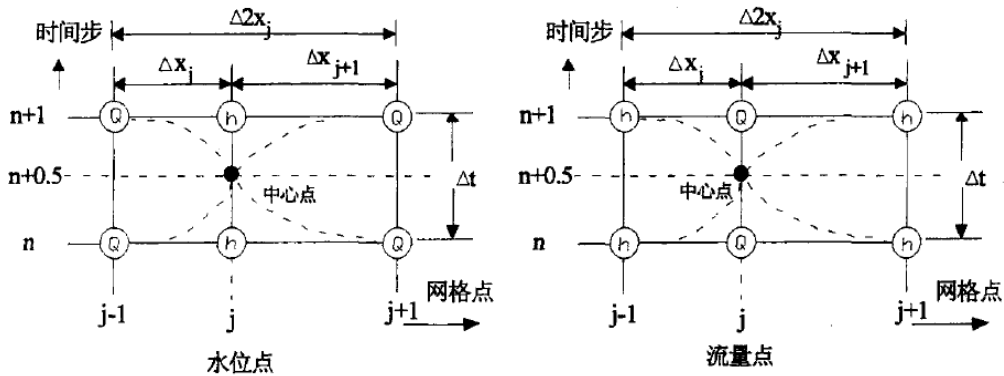 Δ2xj
时间步
Δxj
Δxj+1
n+1
Q
h
Q
n+0.5
中心点
Δt
n
Q
h
Q
网格点
j-1
j
j+1
水位点
Δ2xj
时间步
Δxj
Δxj+1
n+1
h
Q
h
n+0.5
中心点
Δt
n
h
Q
h
网格点
j-1
j
j+1
流量点